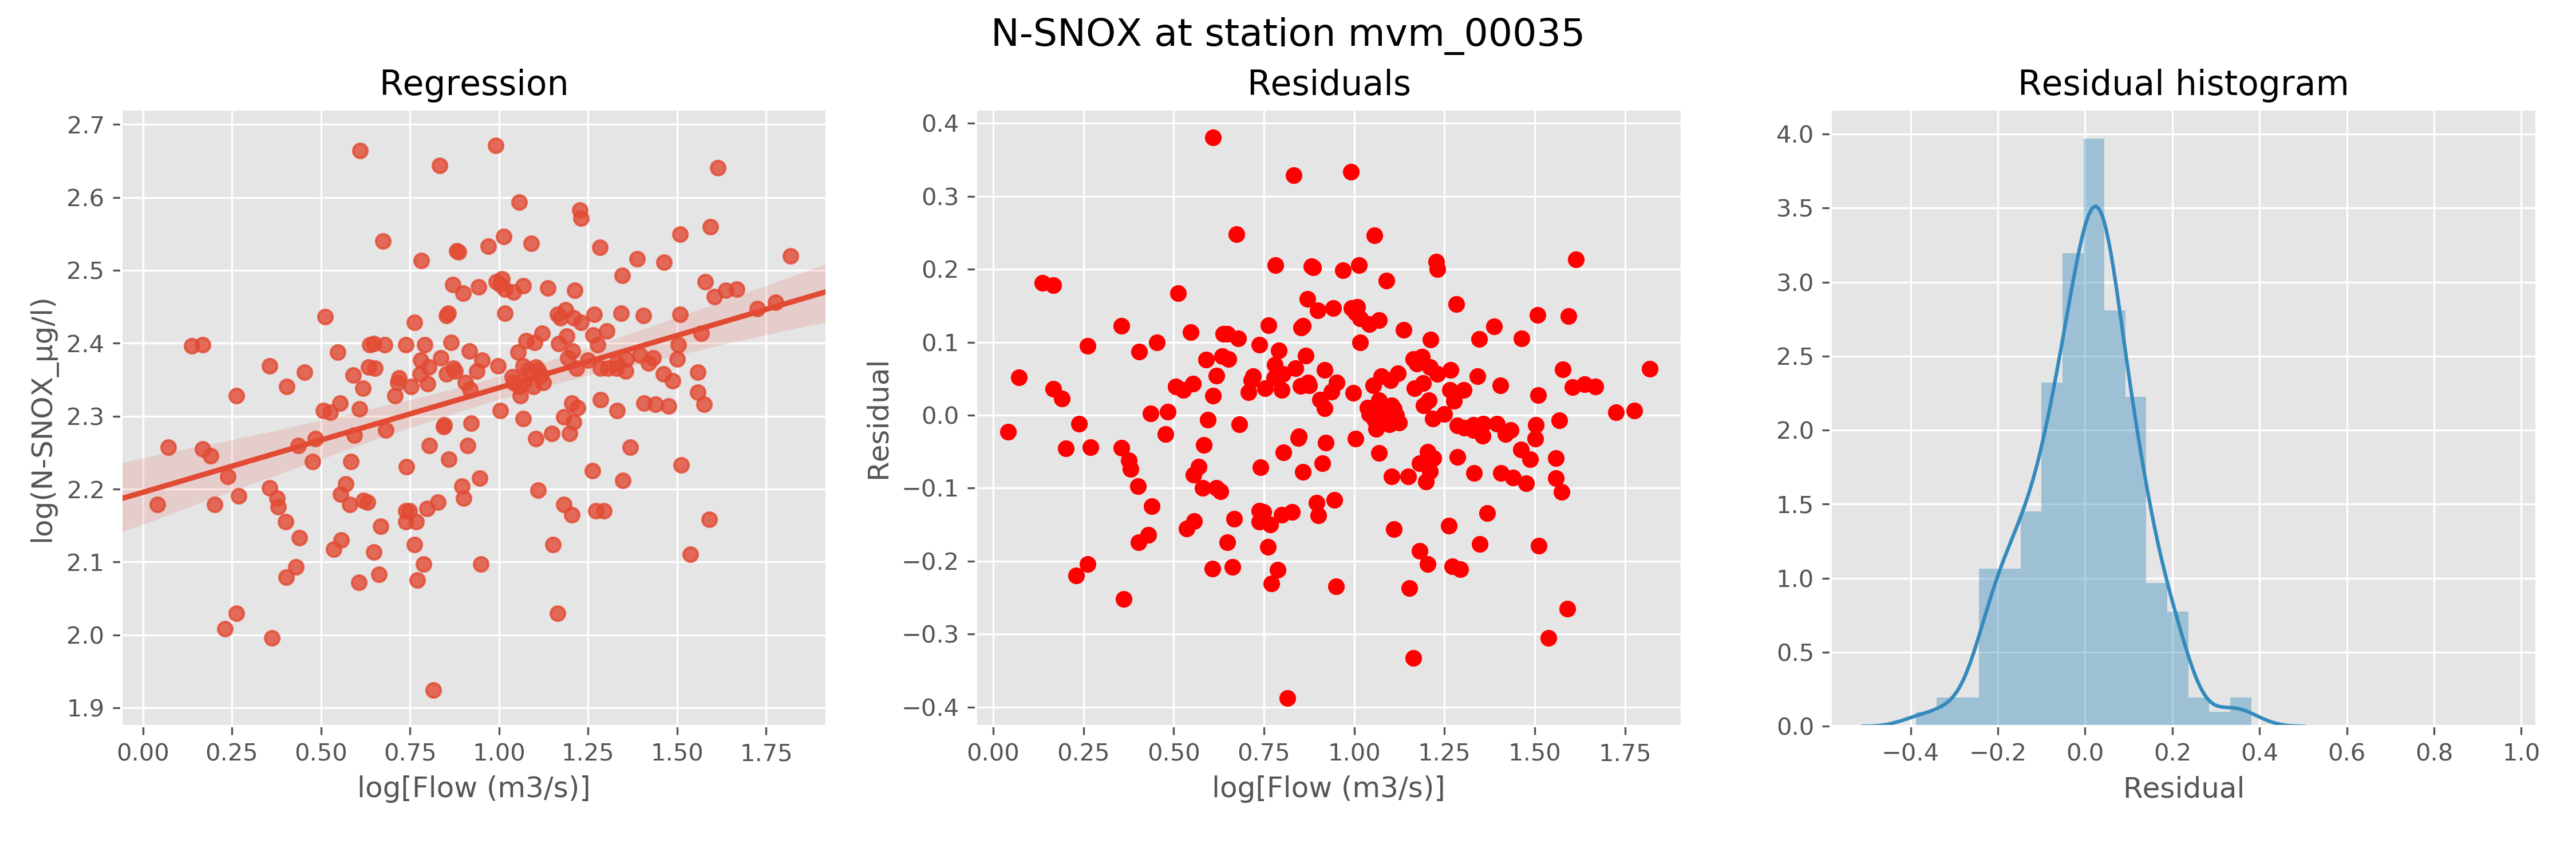 N-SNOX at station mvm_00035
Regression
2.7
2.6
2.5
2.4
2.3
2.2
2.1
2.0
1.9
log(N-SNOX_µg/l)
0.00 0.25 0.50 0.75 1.00 1.25 1.50 1.75
log[Flow (m3/s)]
Residuals
0.4
0.3
0.2
0.1
0.0
−0.1
−0.2
−0.3
−0.4
Residual
0.00 0.25 0.50 0.75 1.00 1.25 1.50 1.75
log[Flow (m3/s)]
Residual histogram
4.0
3.5
3.0
2.5
2.0
1.5
1.0
0.5
0.0
−0.4 −0.2 0.0 0.2 0.4 0.6 0.8 1.0
Residual